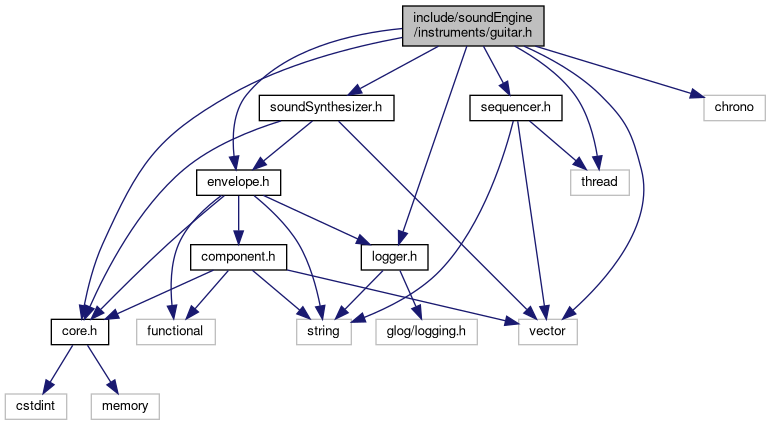 include/soundEngine
/instruments/guitar.h
soundSynthesizer.h
sequencer.h
chrono
envelope.h
thread
component.h
logger.h
core.h
functional
string
glog/logging.h
vector
cstdint
memory